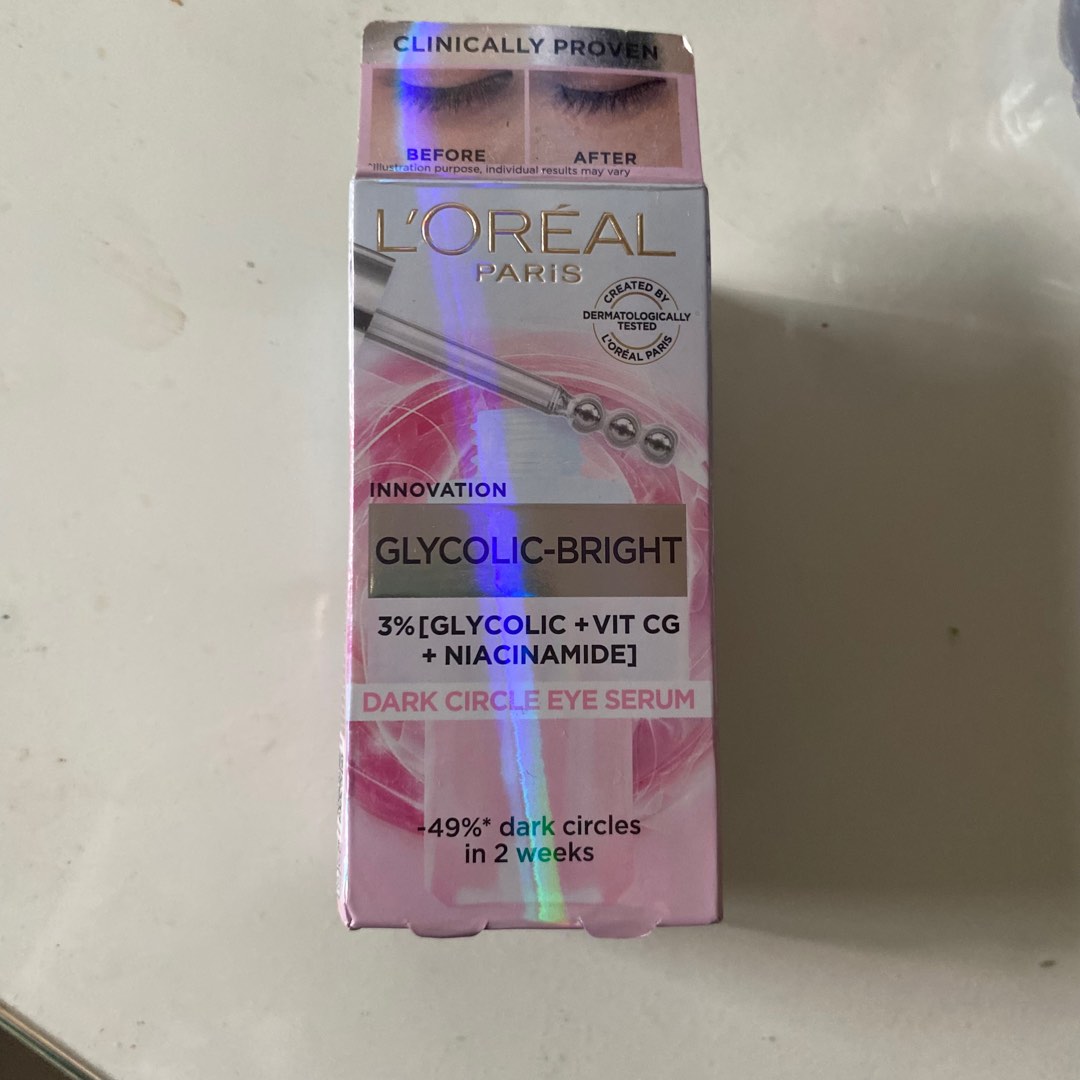 CLINICALLY PROVEN
BEFORE AFTER
*Illustration purpose, individual results may vary
L'ORÉAL
PARIS
CREATED BY
DERMATOLOGICALLY
TESTED
L'ORÉAL PARIS
INNOVATION
GLYCOLIC-BRIGHT
3% [GLYCOLIC + VIT CG
+ NIACINAMIDE]
DARK CIRCLE EYE SERUM
-49%* dark circles
in 2 weeks